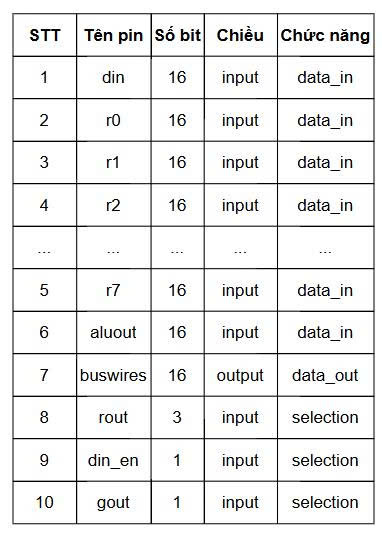 STT Tên pin Số bit Chiều Chức năng
1 din 16 input data_in
2 r0 16 input data_in
3 r1 16 input data_in
4 r2 16 input data_in
... ... ... ... ...
5 r7 16 input data_in
6 aluout 16 input data_in
7 buswires 16 output data_out
8 rout 3 input selection
9 din_en 1 input selection
10 gout 1 input selection